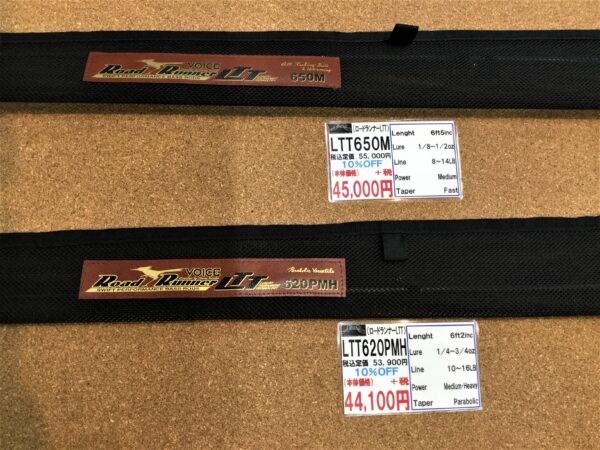 VOICE
Road Runner LTT
SWIFT PERFORMANCE BASS ROD
650M
(ロードランナーLTT)
LTT650M
税込定価 55,000円
10%OFF
(本体価格) +税
45,000円
Lenght 6ft5inc
Lure 1/8~1/2oz
Line 8~14LB
Power Medium
Taper Fast
VOICE
Road Runner LTT
SWIFT PERFORMANCE BASS ROD
Parabolic Versatile
620PMH
(ロードランナーLTT)
LTT620PMH
税込定価 53,900円
10%OFF
(本体価格) +税
44,100円
Lenght 6ft2inc
Lure 1/4~3/4oz
Line 10~16LB
Power Medium-Heavy
Taper Parabolic